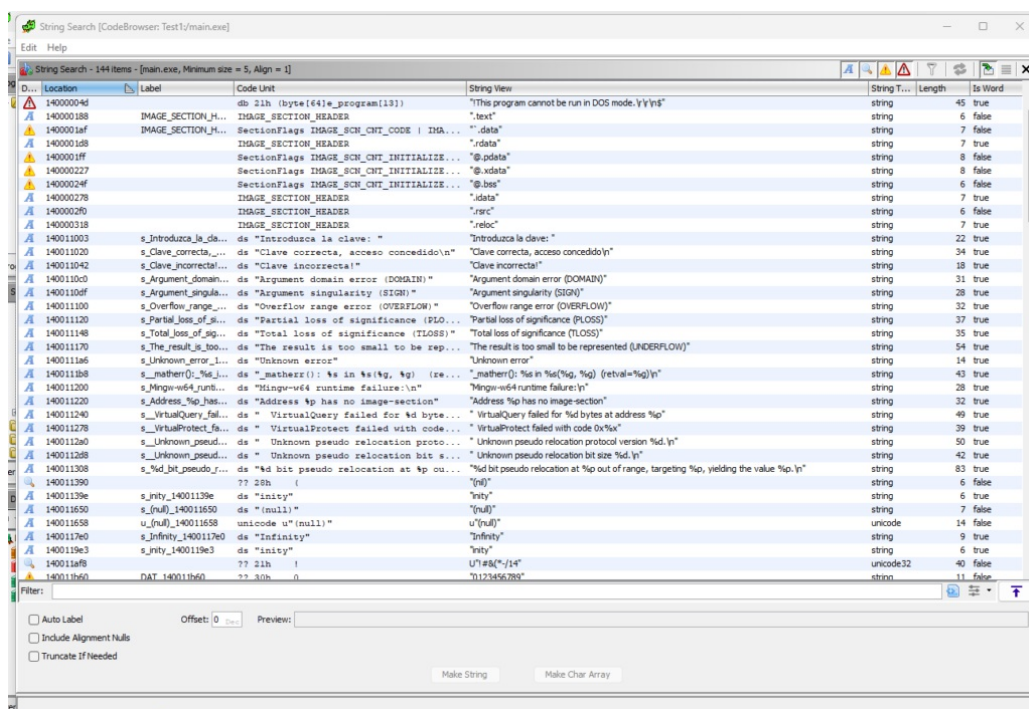 String Search [CodeBrowser: Test1:/main.exe]
Edit Help
String Search - 144 items - [main.exe, Minimum size = 5, Align = 1]
D... Location Label Code Unit String View String T... Length Is Word
14000004d db 21h (byte[64]e_program[13]) "!This program cannot be run in DOS mode.\r\r\n$" string 45 true
140000188 IMAGE_SECTION_H... IMAGE_SECTION_HEADER ".text" string 6 false
1400001af IMAGE_SECTION_H... SectionFlags IMAGE_SCN_CNT_CODE | IMA... "`.data" string 7 false
1400001d8 IMAGE_SECTION_HEADER ".rdata" string 7 true
1400001ff SectionFlags IMAGE_SCN_CNT_INITIALIZE... "@.pdata" string 8 false
140000227 SectionFlags IMAGE_SCN_CNT_INITIALIZE... "@.xdata" string 8 false
14000024f SectionFlags IMAGE_SCN_CNT_INITIALIZE... "@.bss" string 6 false
140000278 IMAGE_SECTION_HEADER ".idata" string 7 true
1400002f0 IMAGE_SECTION_HEADER ".rsrc" string 6 false
140000318 IMAGE_SECTION_HEADER ".reloc" string 7 true
140011003 s_Introduzca_la_cla... ds "Introduzca la clave: " "Introduzca la clave: " string 22 true
140011020 s_Clave_correcta,_... ds "Clave correcta, acceso concedido\n" "Clave correcta, acceso concedido\n" string 34 true
140011042 s_Clave_incorrecta!... ds "Clave incorrecta!" "Clave incorrecta!" string 18 true
1400110c0 s_Argument_domain... ds "Argument domain error (DOMAIN)" "Argument domain error (DOMAIN)" string 31 true
1400110df s_Argument_singula... ds "Argument singularity (SIGN)" "Argument singularity (SIGN)" string 28 true
140011100 s_Overflow_range_... ds "Overflow range error (OVERFLOW)" "Overflow range error (OVERFLOW)" string 32 true
140011120 s_Partial_loss_of_si... ds "Partial loss of significance (PLO... "Partial loss of significance (PLOSS)" string 37 true
140011148 s_Total_loss_of_sig... ds "Total loss of significance (TLOSS)" "Total loss of significance (TLOSS)" string 35 true
140011170 s_The_result_is_too... ds "The result is too small to be rep... "The result is too small to be represented (UNDERFLOW)" string 54 true
1400111a6 s_Unknown_error_1... ds "Unknown error" "Unknown error" string 14 true
1400111b8 s__matherr():_%s_i... ds "_matherr(): %s in %s(%g, %g) (re... "_matherr(): %s in %s(%g, %g) (retval=%g)\n" string 43 true
140011200 s_Mingw-w64_runti... ds "Mingw-w64 runtime failure:\n" "Mingw-w64 runtime failure:\n" string 28 true
140011220 s_Address_%p_has... ds "Address %p has no image-section" "Address %p has no image-section" string 32 true
140011240 s__VirtualQuery_fail... ds " VirtualQuery failed for %d byte... " VirtualQuery failed for %d bytes at address %p" string 49 true
140011278 s__VirtualProtect_fa... ds " VirtualProtect failed with code... " VirtualProtect failed with code 0x%x" string 39 true
1400112a0 s__Unknown_pseud... ds " Unknown pseudo relocation proto... " Unknown pseudo relocation protocol version %d.\n" string 50 true
1400112d8 s__Unknown_pseud... ds " Unknown pseudo relocation bit s... " Unknown pseudo relocation bit size %d.\n" string 42 true
140011308 s_%d_bit_pseudo_r... ds "%d bit pseudo relocation at %p ou... "%d bit pseudo relocation at %p out of range, targeting %p, yielding the value %p.\n" string 83 true
140011390 ?? 28h ( "(nil)" string 6 false
14001139e s_inity_14001139e ds "inity" "inity" string 6 true
140011650 s_(null)_140011650 ds "(null)" "(null)" string 7 false
140011658 u_(null)_140011658 unicode u"(null)" u"(null)" unicode 14 false
1400117e0 s_Infinity_1400117e0 ds "Infinity" "Infinity" string 9 true
1400119e3 s_inity_1400119e3 ds "inity" "inity" string 6 true
140011af8 ?? 21h ! U"!#&(*-/14" unicode32 40 false
140011b60 DAT_140011b60 ?? 30h 0 "0123456789" string 11 false
Filter:
Auto Label Offset: 0 Dec Preview:
Include Alignment Nulls
Truncate If Needed
Make String Make Char Array